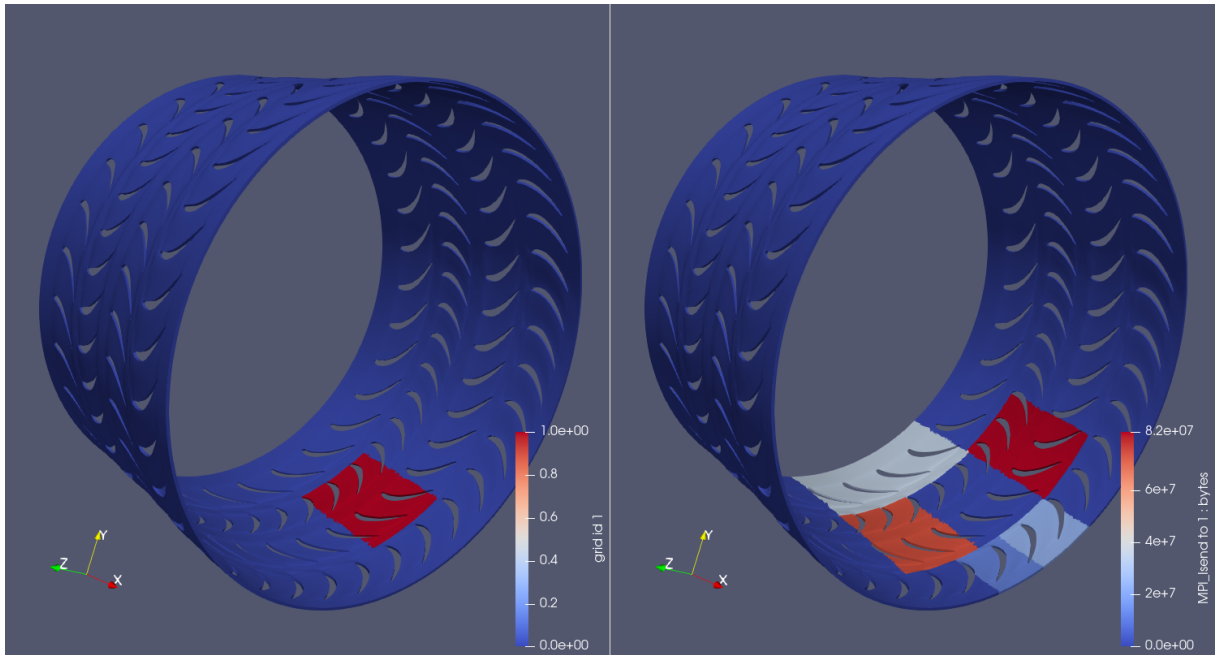 Y
Z
X
1.0e+00
0.8
0.6
0.4
0.2
0.0e+00
grid id 1
Y
Z
X
8.2e+07
6e+7
4e+7
2e+7
0.0e+00
MPI_Isend to 1 : bytes